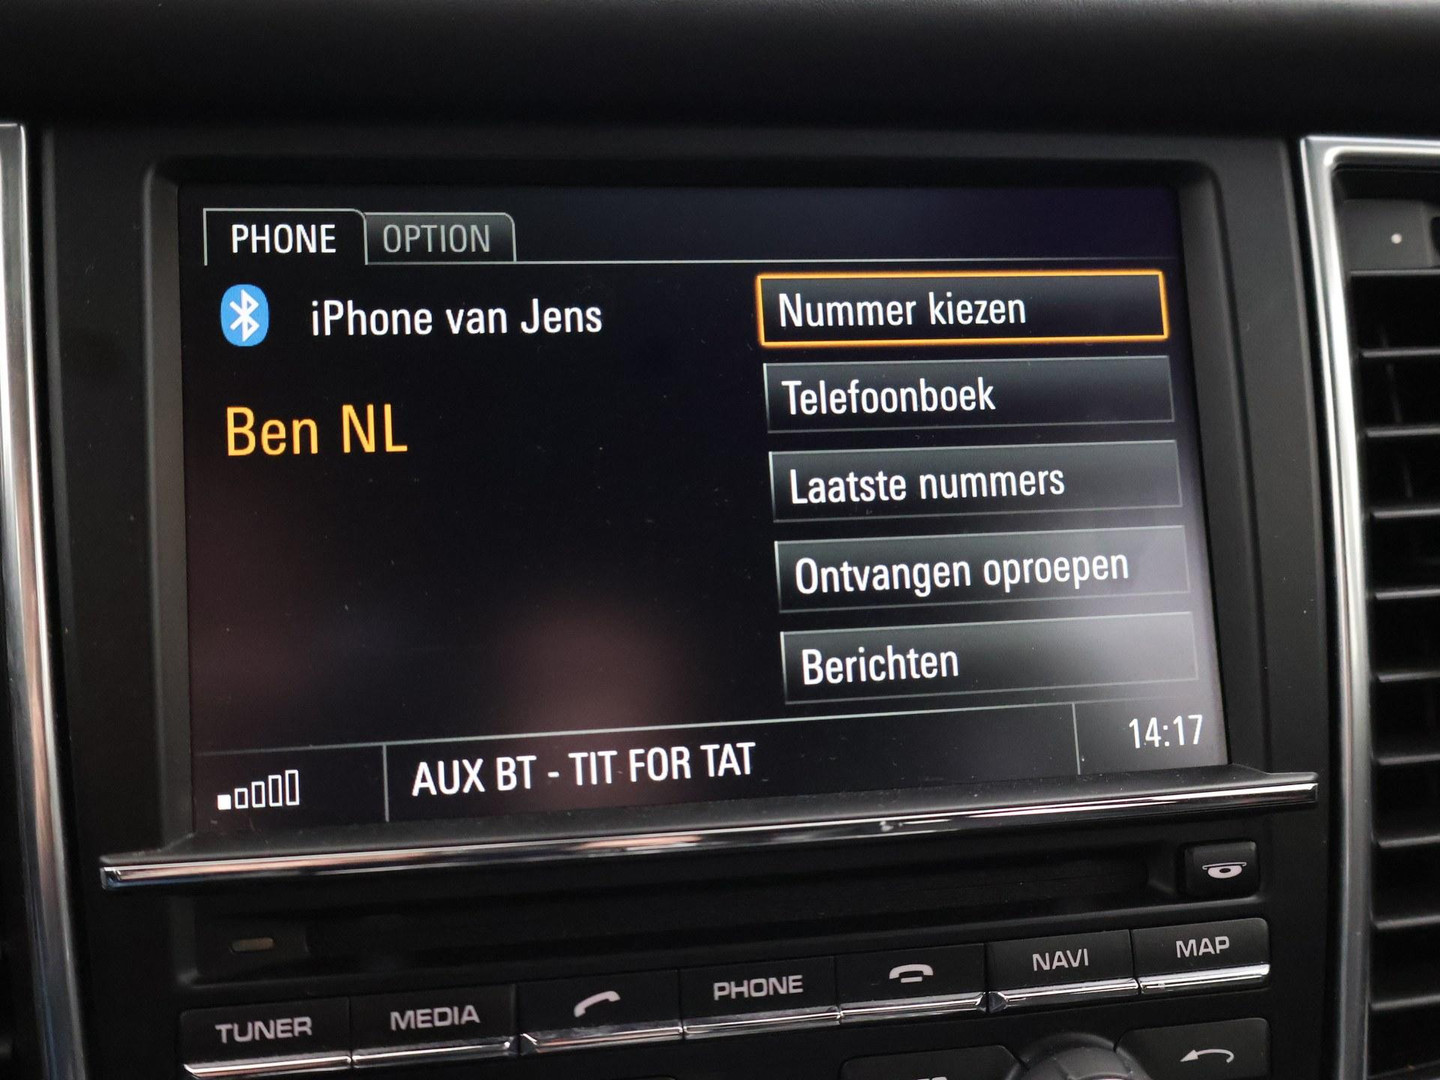 PHONE OPTION
iPhone van Jens
Ben NL
Nummer kiezen
Telefoonboek
Laatste nummers
Ontvangen oproepen
Berichten
AUX BT - TIT FOR TAT
14:17
TUNER MEDIA PHONE NAVI MAP